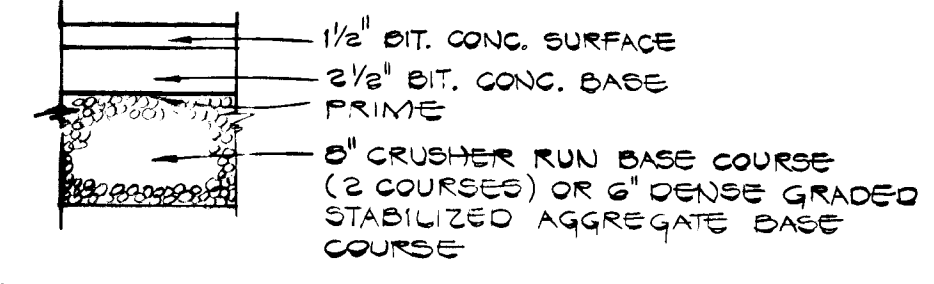 1½" BIT. CONC. SURFACE
2½" BIT. CONC. BASE
PRIME
8" CRUSHER RUN BASE COURSE
(2 COURSES) OR 6" DENSE GRADED
STABILIZED AGGREGATE BASE
COURSE